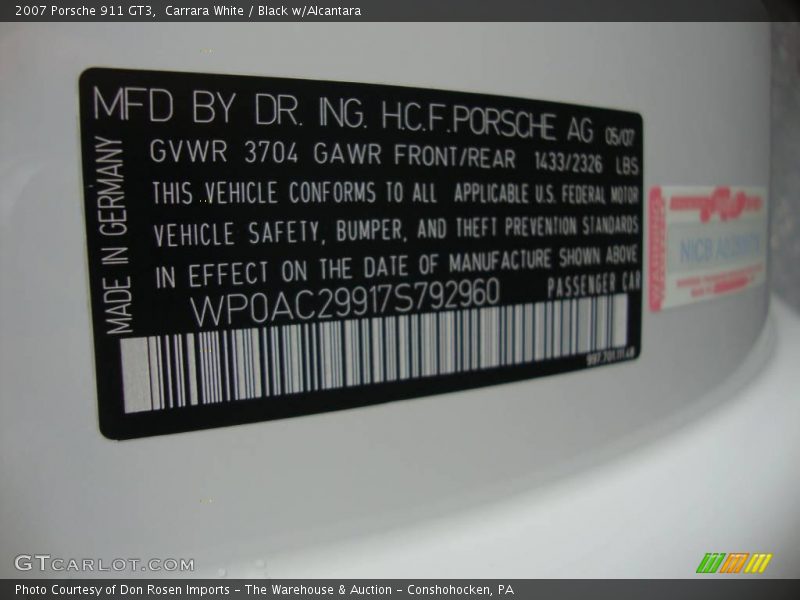 2007 Porsche 911 GT3, Carrara White / Black w/Alcantara
MFD BY DR. ING. H.C.F. PORSCHE AG 05/07
GVWR 3704 GAWR FRONT/REAR 1433/2326 LBS
THIS VEHICLE CONFORMS TO ALL APPLICABLE U.S. FEDERAL MOTOR
VEHICLE SAFETY, BUMPER, AND THEFT PREVENTION STANDARDS
IN EFFECT ON THE DATE OF MANUFACTURE SHOWN ABOVE
WP0AC29917S792960 PASSENGER CAR
MADE IN GERMANY
NICB
GTCARLOT.COM
Photo Courtesy of Don Rosen Imports - The Warehouse & Auction - Conshohocken, PA